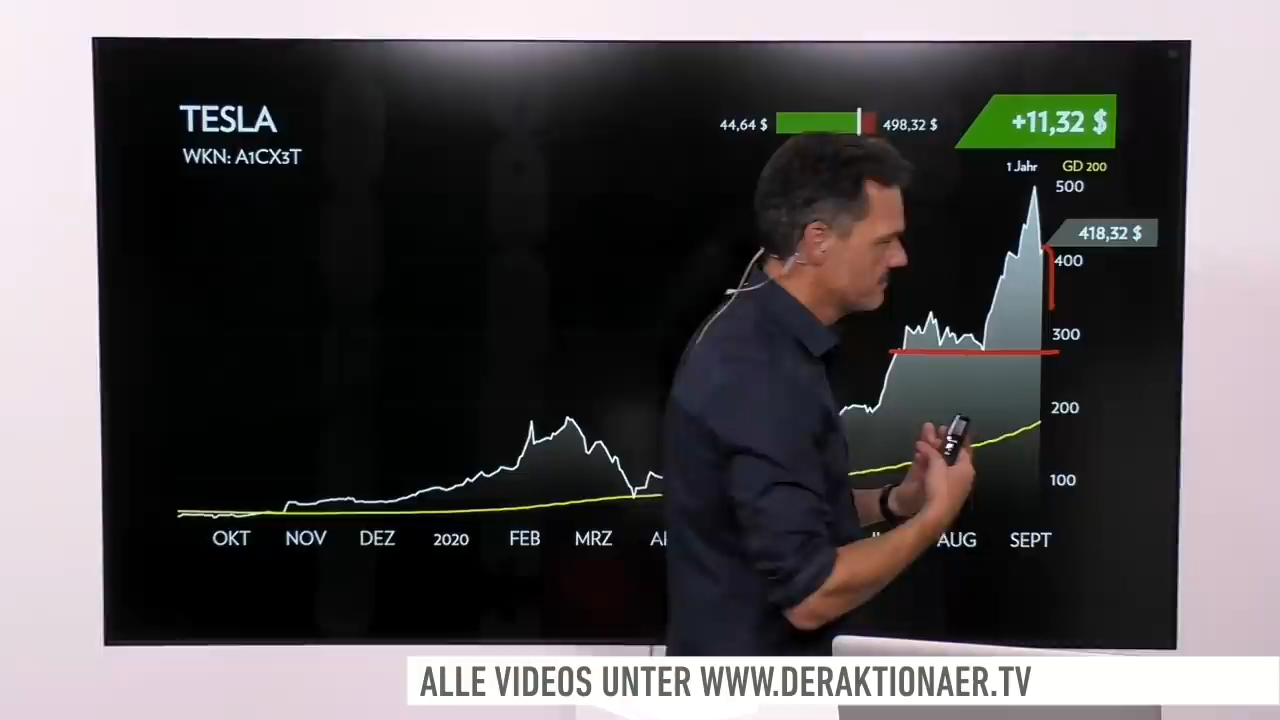 TESLA
WKN: A1CX3T
44,64 $
498,32 $
+11,32 $
1 Jahr
GD 200
500
418,32 $
400
300
200
100
OKT
NOV
DEZ
2020
FEB
MRZ
AUG
SEPT
ALLE VIDEOS UNTER WWW.DERAKTIONAER.TV